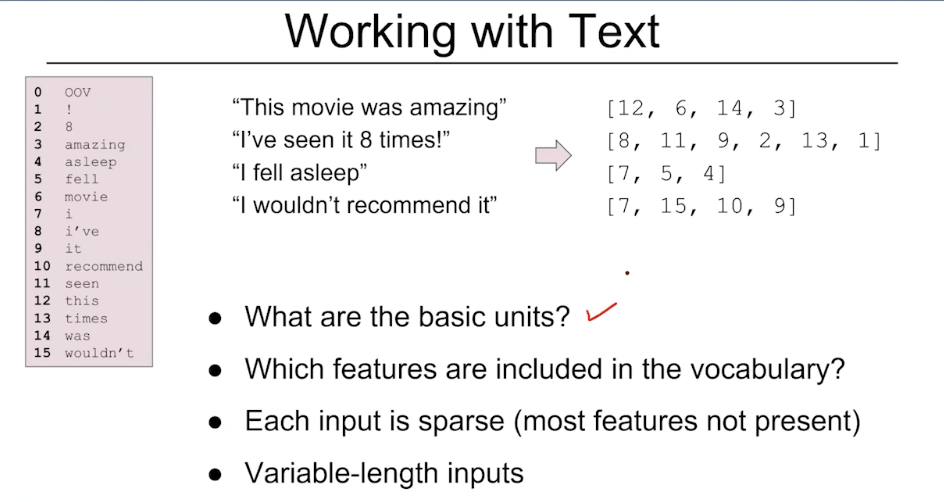 Working with Text
0 OOV
1 !
2 8
3 amazing
4 asleep
5 fell
6 movie
7 i
8 i've
9 it
10 recommend
11 seen
12 this
13 times
14 was
15 wouldn't
“This movie was amazing” [12, 6, 14, 3]
“I've seen it 8 times!” [8, 11, 9, 2, 13, 1]
“I fell asleep” [7, 5, 4]
“I wouldn't recommend it” [7, 15, 10, 9]
● What are the basic units?
● Which features are included in the vocabulary?
● Each input is sparse (most features not present)
● Variable-length inputs